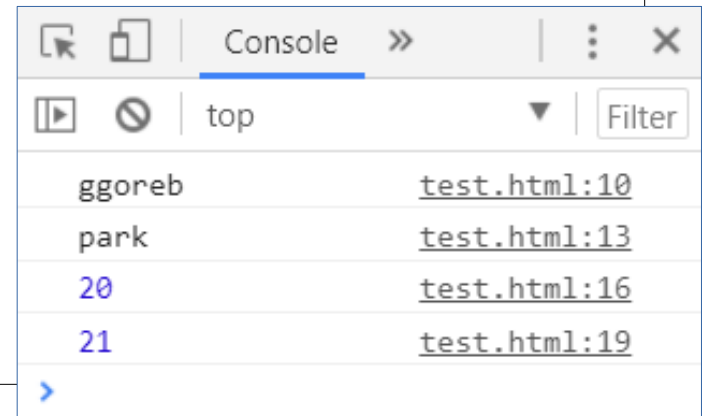 Console »
top ▼ Filter
ggoreb test.html:10
park test.html:13
20 test.html:16
21 test.html:19